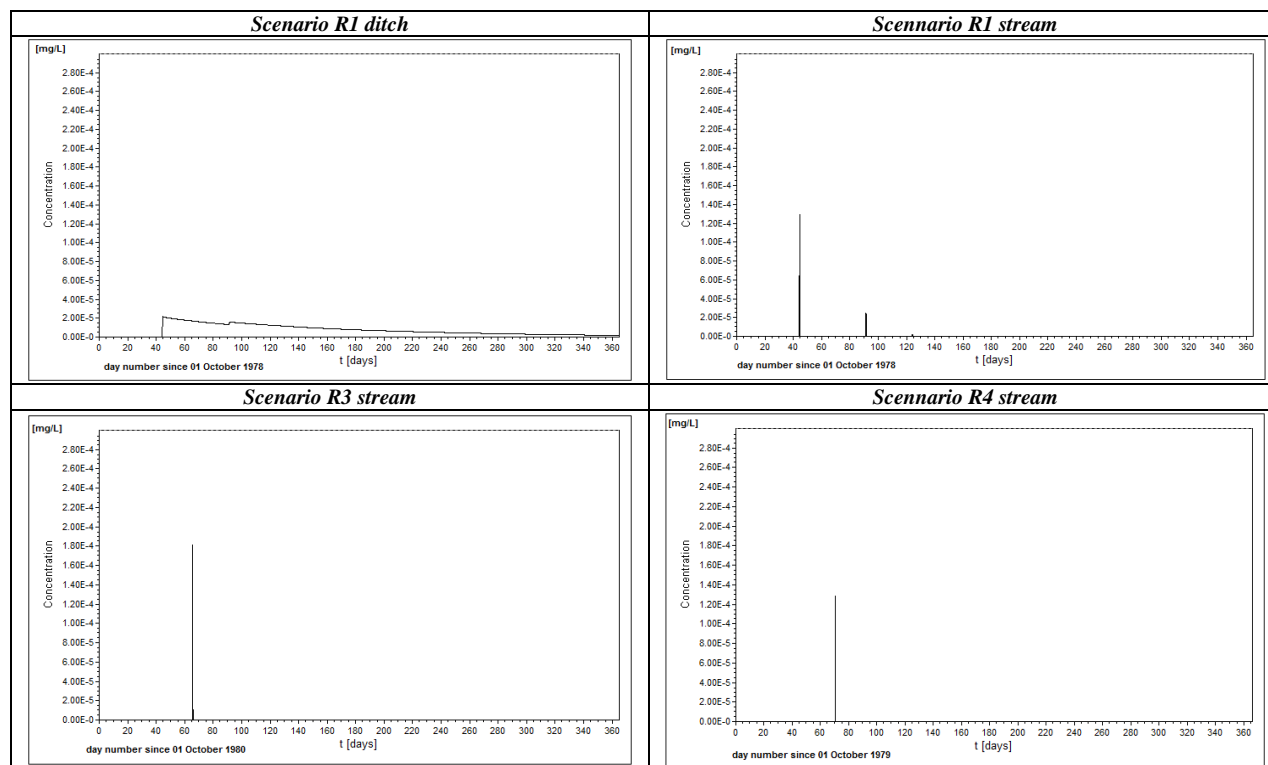 Scenario R1 ditch
[mg/L]
2.80E-4
2.60E-4
2.40E-4
2.20E-4
2.00E-4
1.80E-4
1.60E-4
1.40E-4
1.20E-4
1.00E-4
8.00E-5
6.00E-5
4.00E-5
2.00E-5
0.00E-0
Concentration
0 20 40 60 80 100 120 140 160 180 200 220 240 260 280 300 320 340 360
t [days]
day number since 01 October 1978
Scennario R1 stream
[mg/L]
2.80E-4
2.60E-4
2.40E-4
2.20E-4
2.00E-4
1.80E-4
1.60E-4
1.40E-4
1.20E-4
1.00E-4
8.00E-5
6.00E-5
4.00E-5
2.00E-5
0.00E-0
Concentration
0 20 40 60 80 100 120 140 160 180 200 220 240 260 280 300 320 340 360
t [days]
day number since 01 October 1978
Scenario R3 stream
[mg/L]
2.80E-4
2.60E-4
2.40E-4
2.20E-4
2.00E-4
1.80E-4
1.60E-4
1.40E-4
1.20E-4
1.00E-4
8.00E-5
6.00E-5
4.00E-5
2.00E-5
0.00E-0
Concentration
0 20 40 60 80 100 120 140 160 180 200 220 240 260 280 300 320 340 360
t [days]
day number since 01 October 1980
Scennario R4 stream
[mg/L]
2.80E-4
2.60E-4
2.40E-4
2.20E-4
2.00E-4
1.80E-4
1.60E-4
1.40E-4
1.20E-4
1.00E-4
8.00E-5
6.00E-5
4.00E-5
2.00E-5
0.00E-0
Concentration
0 20 40 60 80 100 120 140 160 180 200 220 240 260 280 300 320 340 360
t [days]
day number since 01 October 1979